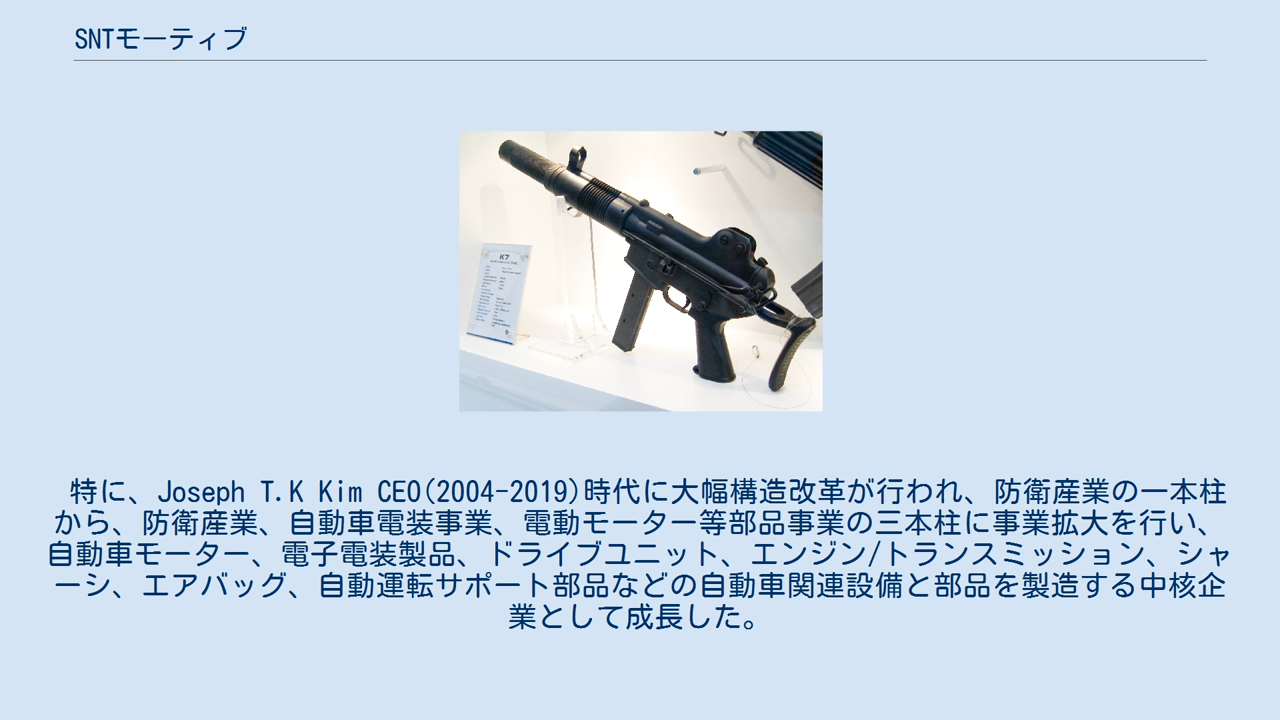 SNTモーティブ
K7
特に、Joseph T.K Kim CEO(2004-2019)時代に大幅構造改革が行われ、防衛産業の一本柱
から、防衛産業、自動車電装事業、電動モーター等部品事業の三本柱に事業拡大を行い、
自動車モーター、電子電装製品、ドライブユニット、エンジン/トランスミッション、シャ
ーシ、エアバッグ、自動運転サポート部品などの自動車関連設備と部品を製造する中核企
業として成長した。